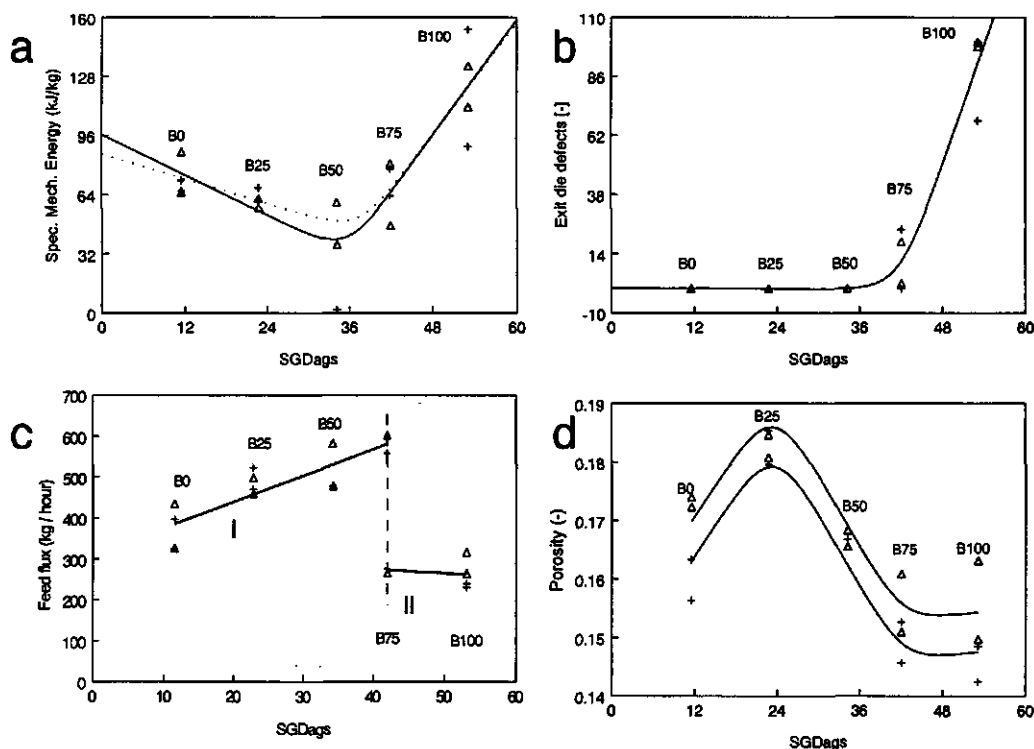 a
Spec. Mech. Energy (kJ/kg)
160
128
96
64
32
0
B0
B25
B50
B75
B100
0 12 24 36 48 60
SGDags
b
Exit die defects [-]
110
86
62
38
14
-10
B0
B25
B50
B75
B100
0 12 24 36 48 60
SGDags
c
Feed flux (kg / hour)
700
600
500
400
300
200
100
0
B0
B25
B50
I
II
B75
B100
0 10 20 30 40 50 60
SGDags
d
Porosity (-)
0.19
0.18
0.17
0.16
0.15
0.14
B0
B25
B50
B75
B100
0 12 24 36 48 60
SGDags